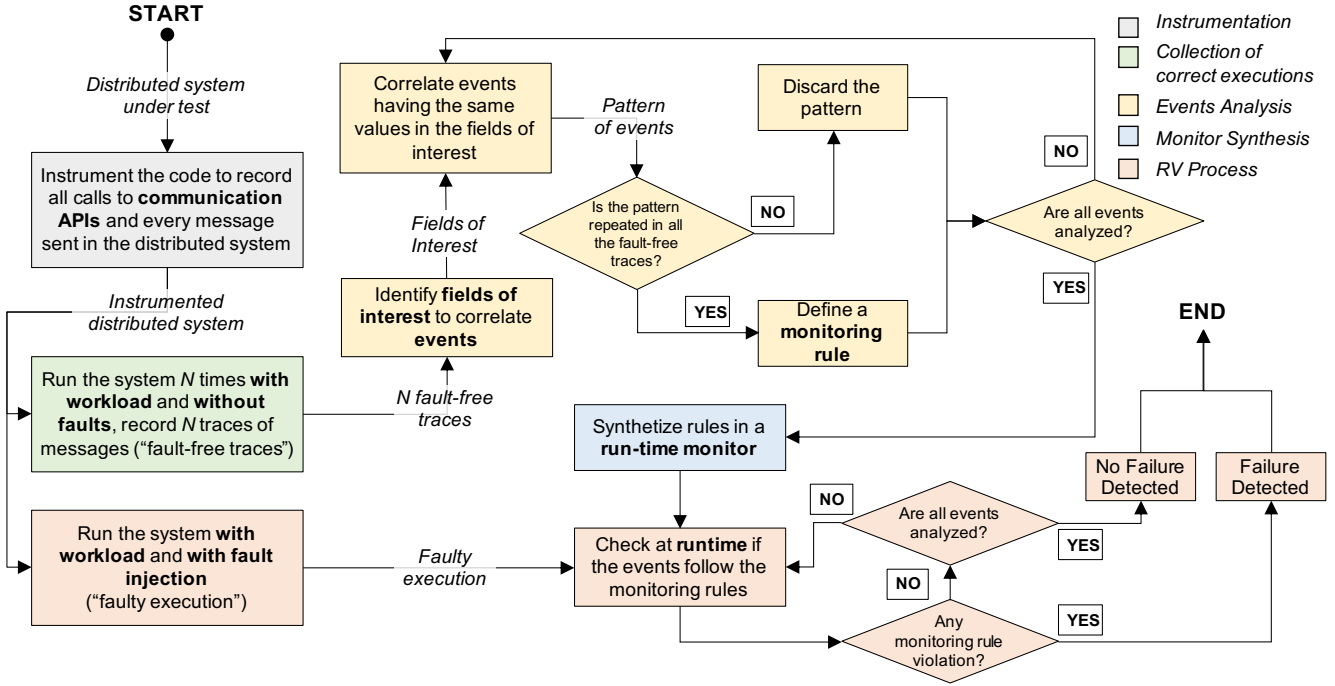 START
Distributed system
under test
Instrument the code to record
all calls to communication
APIs and every message
sent in the distributed system
Instrumented
distributed system
Run the system N times with
workload and without
faults, record N traces of
messages (“fault-free traces”)
Run the system with
workload and with fault
injection
(“faulty execution”)
N fault-free
traces
Identify fields of
interest to correlate
events
Fields of
Interest
Correlate events
having the same
values in the fields of
interest
Pattern
of events
Is the pattern
repeated in all
the fault-free
traces?
NO
Discard the
pattern
YES
Define a
monitoring
rule
Are all events
analyzed?
NO
YES
Synthetize rules in a
run-time monitor
Faulty
execution
Check at runtime if
the events follow the
monitoring rules
Any
monitoring rule
violation?
NO
YES
Are all events
analyzed?
NO
YES
No Failure
Detected
Failure
Detected
END
Instrumentation
Collection of
correct executions
Events Analysis
Monitor Synthesis
RV Process